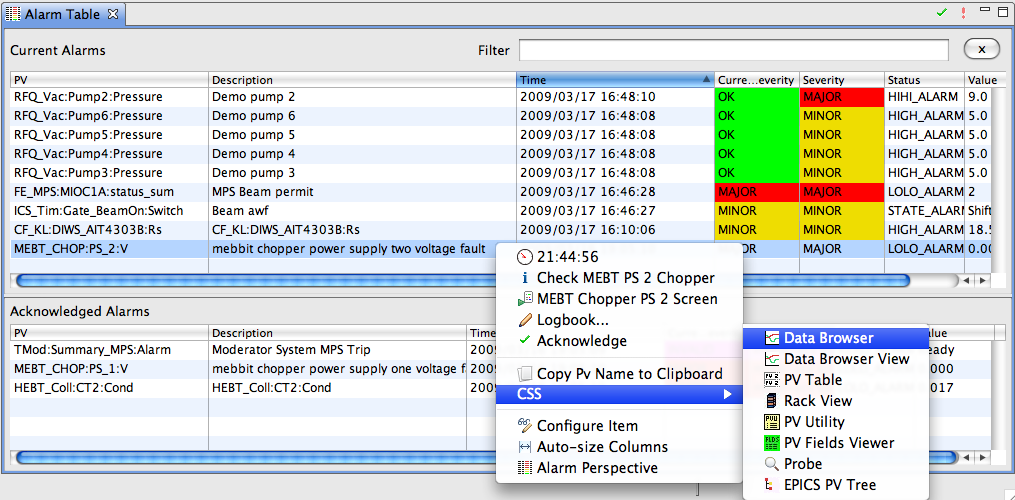 Alarm Table
Current Alarms Filter x
PV Description Time Curre...everity Severity Status Value
RFQ_Vac:Pump2:Pressure Demo pump 2 2009/03/17 16:48:10 OK MAJOR HIHI_ALARM 9.0
RFQ_Vac:Pump6:Pressure Demo pump 6 2009/03/17 16:48:08 OK MINOR HIGH_ALARM 5.0
RFQ_Vac:Pump5:Pressure Demo pump 5 2009/03/17 16:48:08 OK MINOR HIGH_ALARM 5.0
RFQ_Vac:Pump4:Pressure Demo pump 4 2009/03/17 16:48:08 OK MINOR HIGH_ALARM 5.0
RFQ_Vac:Pump3:Pressure Demo pump 3 2009/03/17 16:48:08 OK MINOR HIGH_ALARM 5.0
FE_MPS:MIOC1A:status_sum MPS Beam permit 2009/03/17 16:46:28 MAJOR MAJOR LOLO_ALARM 2
ICS_Tim:Gate_BeamOn:Switch Beam awf 2009/03/17 16:46:27 MINOR MINOR STATE_ALARM Shift
CF_KL:DIWS_AIT4303B:Rs CF_KL:DIWS_AIT4303B:Rs 2009/03/17 16:10:06 MINOR MINOR HIGH_ALARM 18.5
MEBT_CHOP:PS_2:V mebbit chopper power supply two voltage fault MAJOR LOLO_ALARM 0.00
21:44:56
Check MEBT PS 2 Chopper
MEBT Chopper PS 2 Screen
Logbook...
Acknowledge
Copy Pv Name to Clipboard
CSS
Configure Item
Auto-size Columns
Alarm Perspective
Data Browser
Data Browser View
PV Table
Rack View
PV Utility
PV Fields Viewer
Probe
EPICS PV Tree
Acknowledged Alarms
PV Description Time alue
TMod:Summary_MPS:Alarm Moderator System MPS Trip 2009 eady
MEBT_CHOP:PS_1:V mebbit chopper power supply one voltage f 2009 000
HEBT_Coll:CT2:Cond HEBT_Coll:CT2:Cond 2009 017